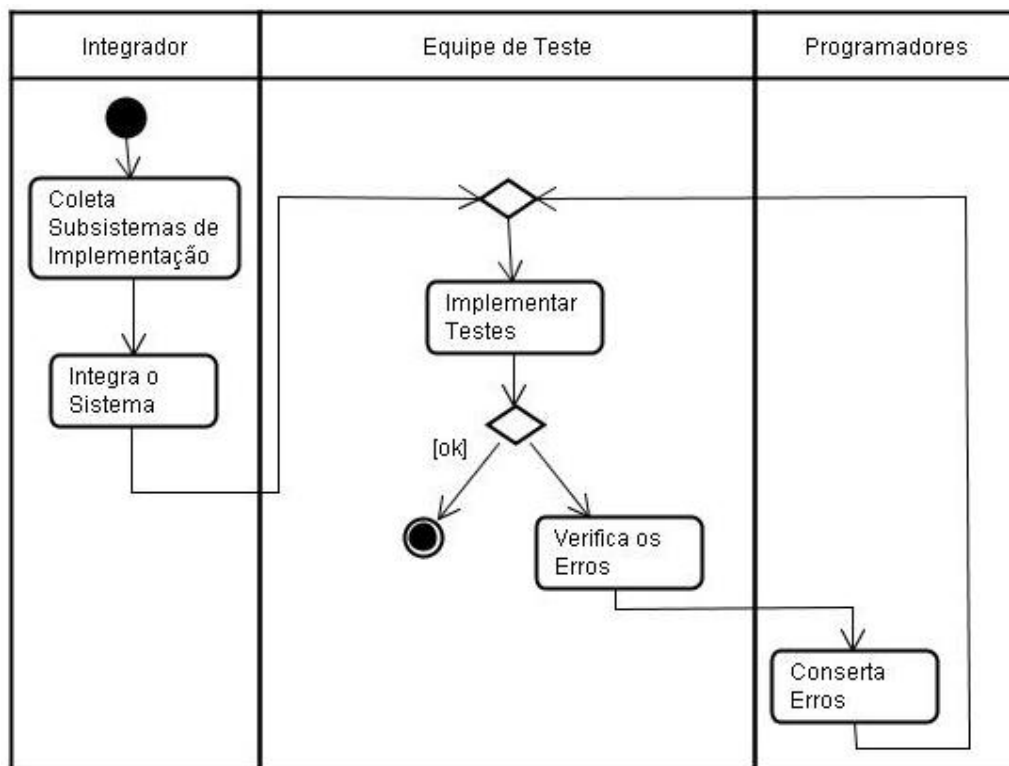 Integrador
Equipe de Teste
Programadores
Coleta
Subsistemas de
Implementação
Integra o
Sistema
Implementar
Testes
[ok]
Verifica os
Erros
Conserta
Erros